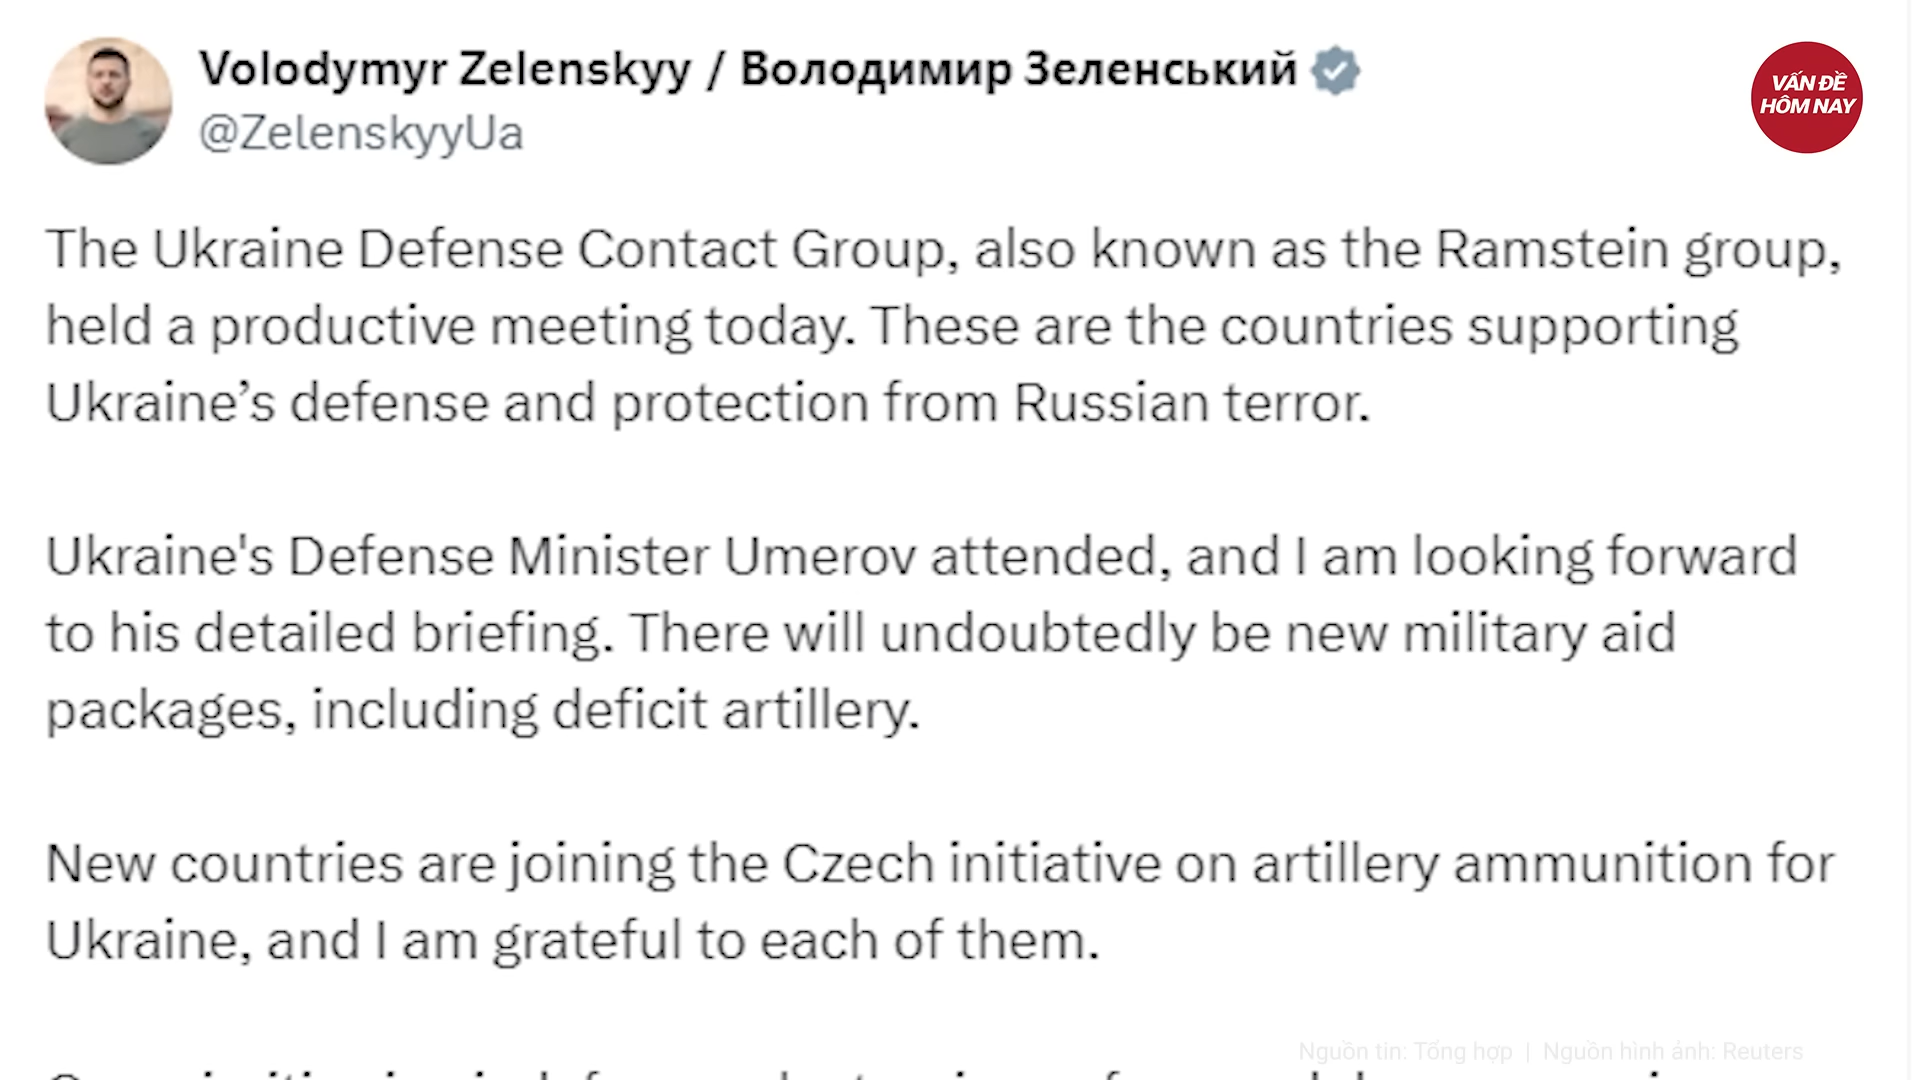 Volodymyr Zelenskyy / Володимир Зеленський
@ZelenskyyUa
VẤN ĐỀ
HÔM NAY
The Ukraine Defense Contact Group, also known as the Ramstein group,
held a productive meeting today. These are the countries supporting
Ukraine’s defense and protection from Russian terror.
Ukraine's Defense Minister Umerov attended, and I am looking forward
to his detailed briefing. There will undoubtedly be new military aid
packages, including deficit artillery.
New countries are joining the Czech initiative on artillery ammunition for
Ukraine, and I am grateful to each of them.
Nguồn tin: Tổng hợp | Nguồn hình ảnh: Reuters